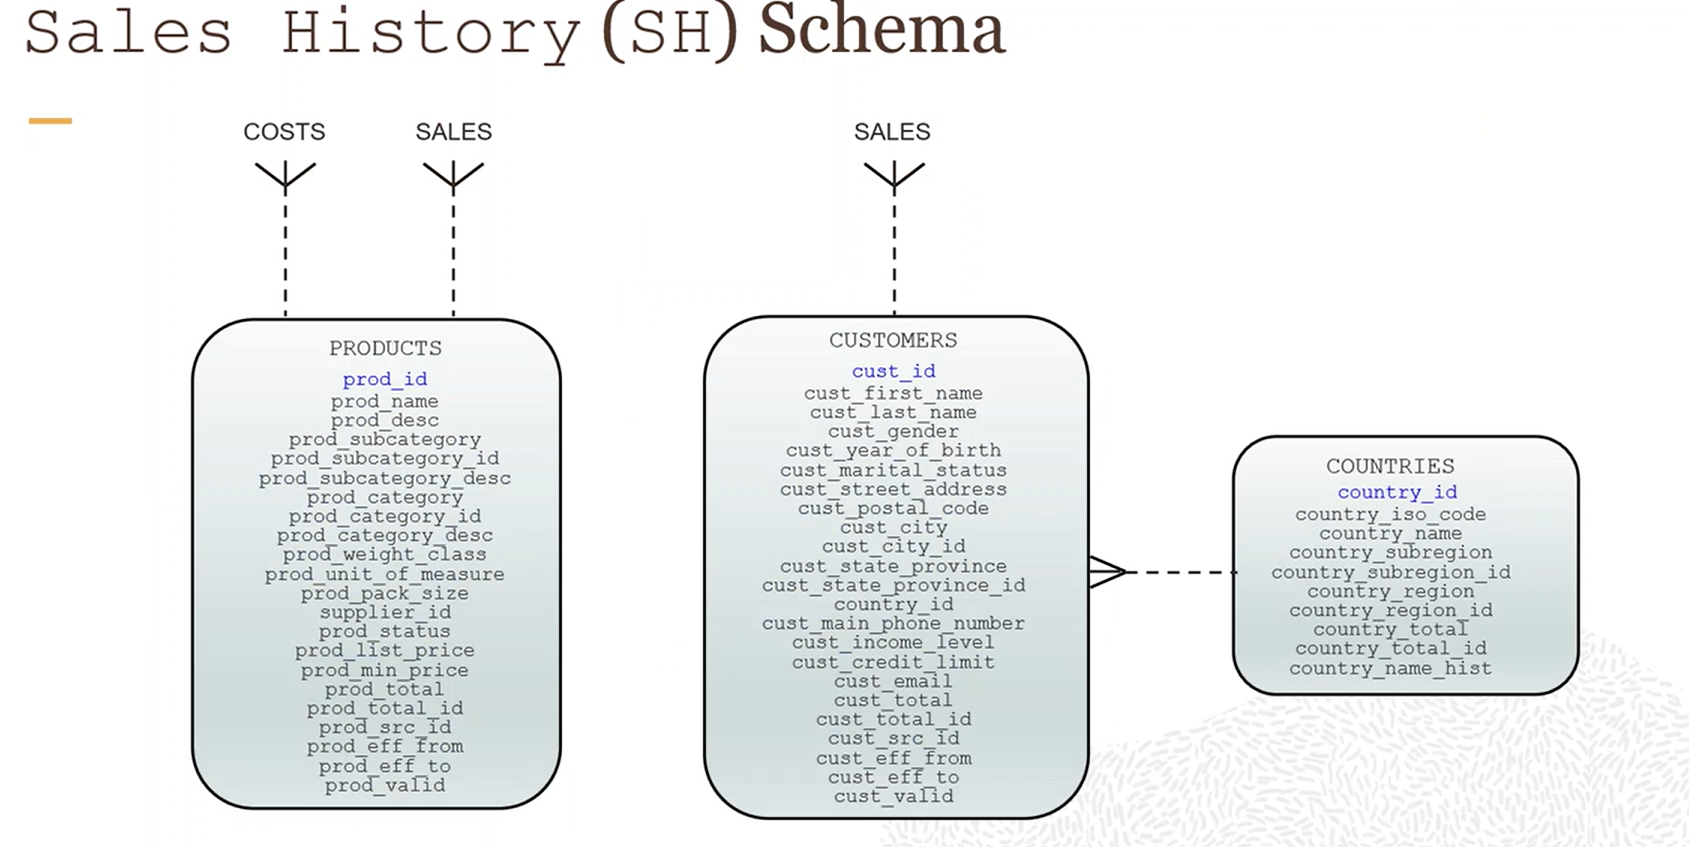 Sales History (SH) Schema
COSTS
SALES
SALES
PRODUCTS
prod_id
prod_name
prod_desc
prod_subcategory
prod_subcategory_id
prod_subcategory_desc
prod_category
prod_category_id
prod_category_desc
prod_weight_class
prod_unit_of_measure
prod_pack_size
supplier_id
prod_status
prod_list_price
prod_min_price
prod_total
prod_total_id
prod_src_id
prod_eff_from
prod_eff_to
prod_valid
CUSTOMERS
cust_id
cust_first_name
cust_last_name
cust_gender
cust_year_of_birth
cust_marital_status
cust_street_address
cust_postal_code
cust_city
cust_city_id
cust_state_province
cust_state_province_id
country_id
cust_main_phone_number
cust_income_level
cust_credit_limit
cust_email
cust_total
cust_total_id
cust_src_id
cust_eff_from
cust_eff_to
cust_valid
COUNTRIES
country_id
country_iso_code
country_name
country_subregion
country_subregion_id
country_region
country_region_id
country_total
country_total_id
country_name_hist